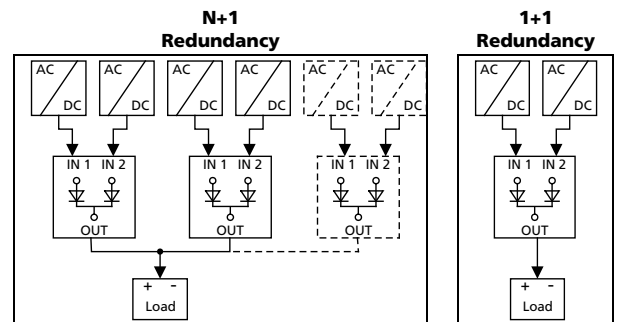 N+1
Redundancy
1+1
Redundancy
AC DC AC DC AC DC AC DC AC DC AC DC
AC DC AC DC
IN 1 IN 2
IN 1 IN 2
IN 1 IN 2
IN 1 IN 2
OUT
OUT
OUT
OUT
+ -
Load
+ -
Load